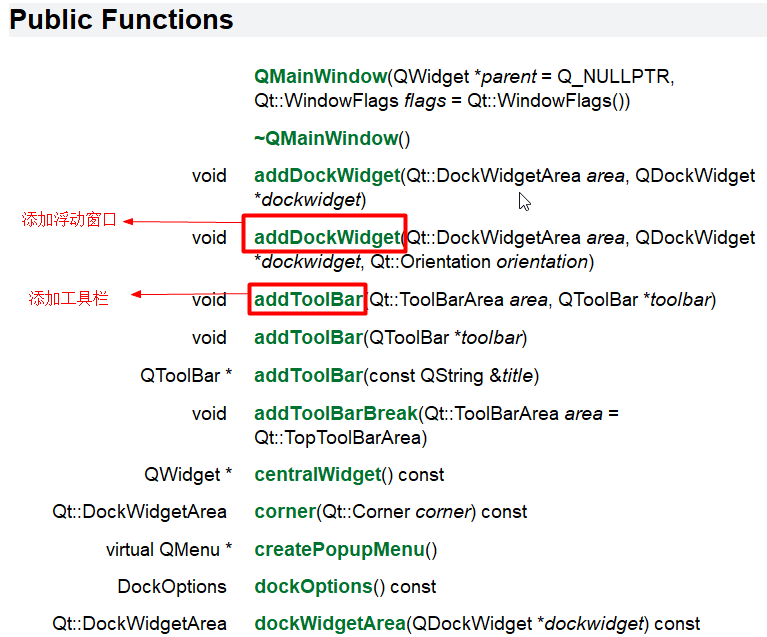 Public Functions
QMainWindow(QWidget *parent = Q_NULLPTR,
Qt::WindowFlags flags = Qt::WindowFlags())
~QMainWindow()
void addDockWidget(Qt::DockWidgetArea area, QDockWidget
*dockwidget)
添加浮动窗口
void addDockWidget(Qt::DockWidgetArea area, QDockWidget
*dockwidget, Qt::Orientation orientation)
添加工具栏
void addToolBar(Qt::ToolBarArea area, QToolBar *toolbar)
void addToolBar(QToolBar *toolbar)
QToolBar * addToolBar(const QString &title)
void addToolBarBreak(Qt::ToolBarArea area =
Qt::TopToolBarArea)
QWidget * centralWidget() const
Qt::DockWidgetArea corner(Qt::Corner corner) const
virtual QMenu * createPopupMenu()
DockOptions dockOptions() const
Qt::DockWidgetArea dockWidgetArea(QDockWidget *dockwidget) const